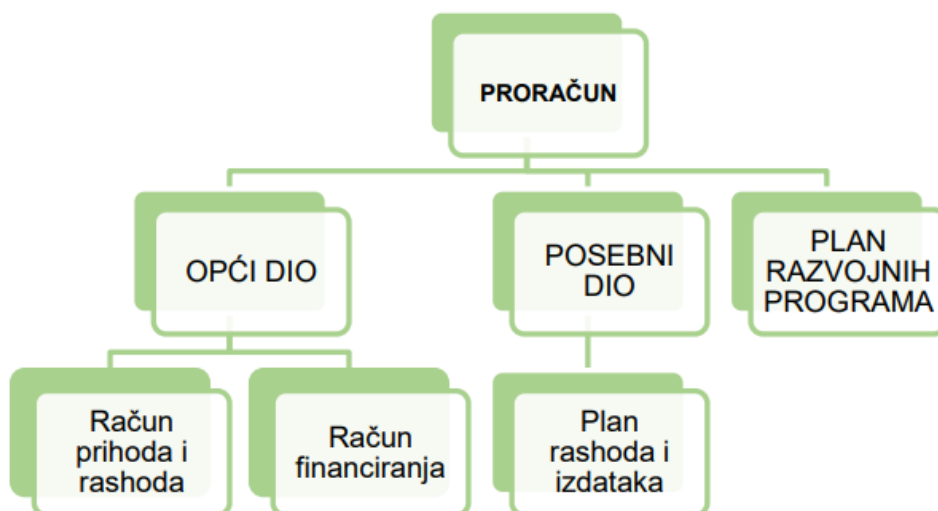 PRORAČUN
OPĆI DIO
POSEBNI
DIO
PLAN
RAZVOJNIH
PROGRAMA
Račun
prihoda i
rashoda
Račun
financiranja
Plan
rashoda i
izdataka